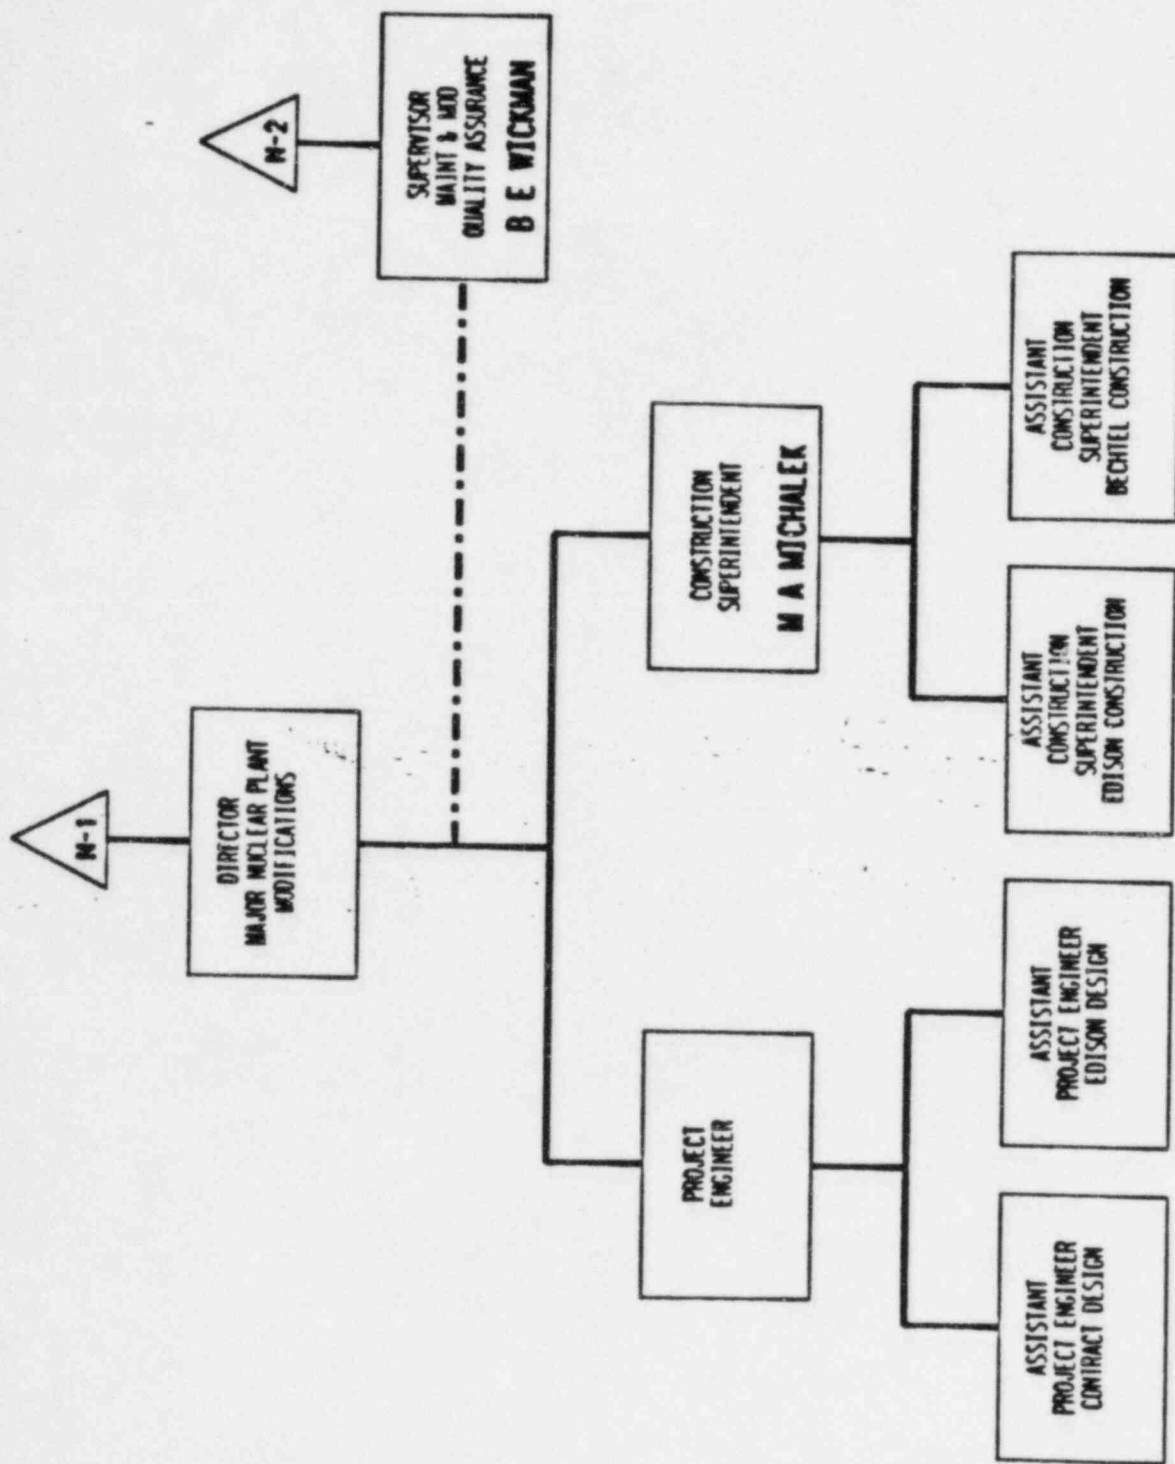 M-1
M-2
DIRECTOR
MAJOR NUCLEAR PLANT
MODIFICATIONS
SUPERVISOR
MAINT & MOD
QUALITY ASSURANCE
B E WICKMAN
PROJECT
ENGINEER
CONSTRUCTION
SUPERINTENDENT
M A MICHALEK
ASSISTANT
PROJECT ENGINEER
CONTRACT DESIGN
ASSISTANT
PROJECT ENGINEER
EDISON DESIGN
ASSISTANT
CONSTRUCTION
SUPERINTENDENT
EDISON CONSTRUCTION
ASSISTANT
CONSTRUCTION
SUPERINTENDENT
BECHTEL CONSTRUCTION